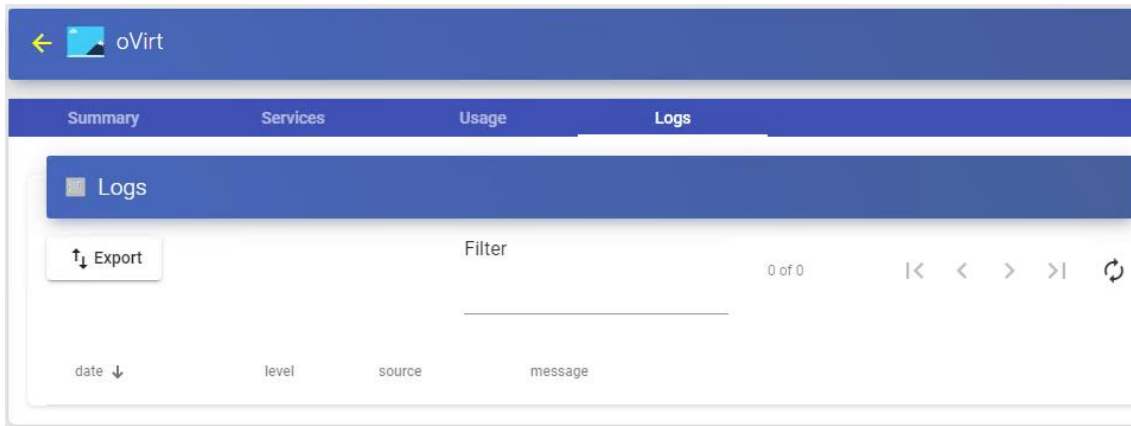 oVirt
Summary Services Usage Logs
Logs
Export
Filter
0 of 0
date level source message